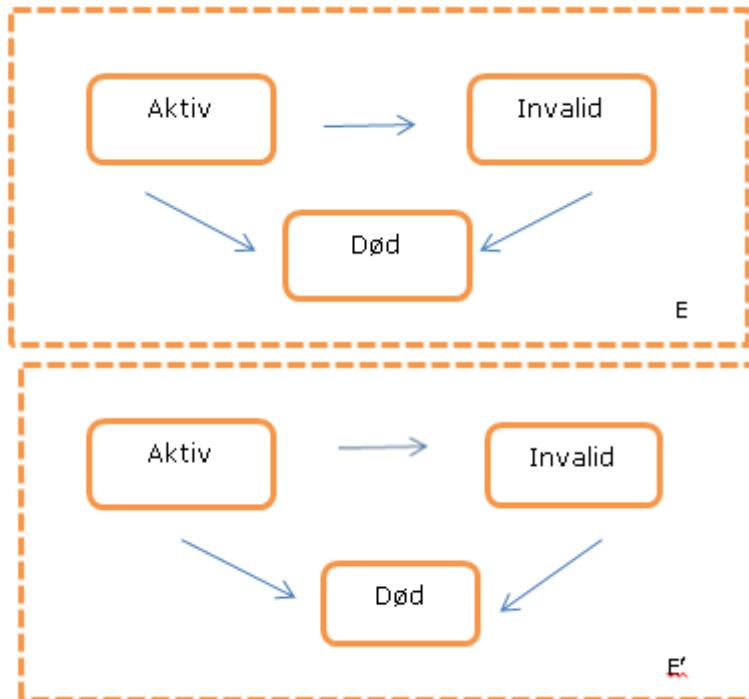 Aktiv
Invalid
Død
E
Aktiv
Invalid
Død
E'